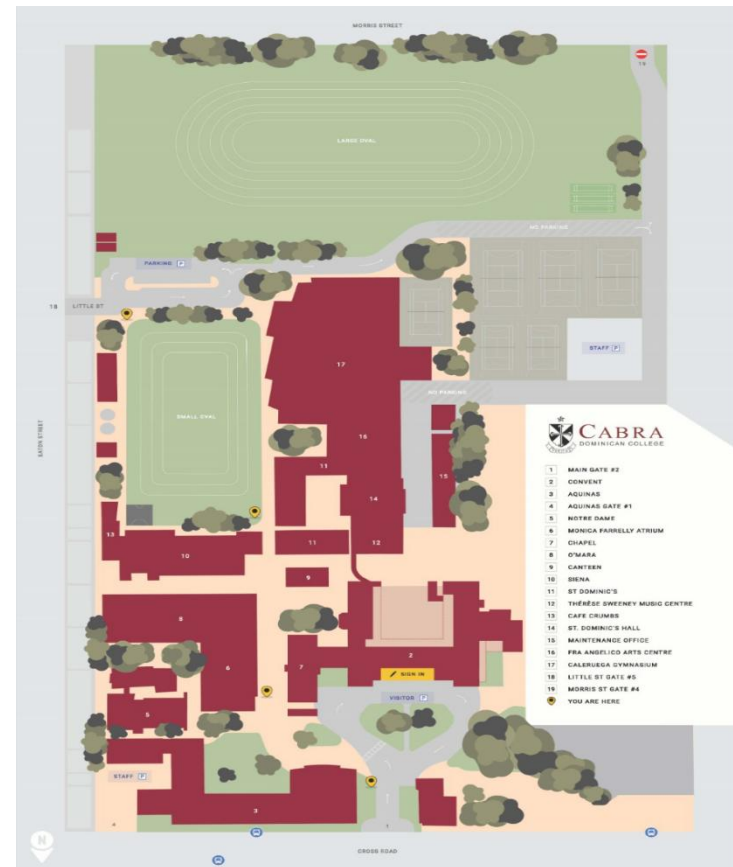 MORRIS STREET
19
LARGE OVAL
NO PARKING
PARKING P
18 LITTLE ST
STAFF P
17
SMALL OVAL
NO PARKING
EATON STREET
16
CABRA
DOMINICAN COLLEGE
11
15
14
13
10
11
12
9
8
6
7
2
SIGN IN
VISITOR P
5
STAFF P
3
4
1
1 MAIN GATE #2
2 CONVENT
3 AQUINAS
4 AQUINAS GATE #1
5 NOTRE DAME
6 MONICA FARRELLY ATRIUM
7 CHAPEL
8 O'MARA
9 CANTEEN
10 SIENA
11 ST DOMINIC'S
12 THÉRÈSE SWEENEY MUSIC CENTRE
13 CAFE CRUMBS
14 ST. DOMINIC'S HALL
15 MAINTENANCE OFFICE
16 FRA ANGELICO ARTS CENTRE
17 CALERUEGA GYMNASIUM
18 LITTLE ST GATE #5
19 MORRIS ST GATE #4
YOU ARE HERE
N
CROSS ROAD